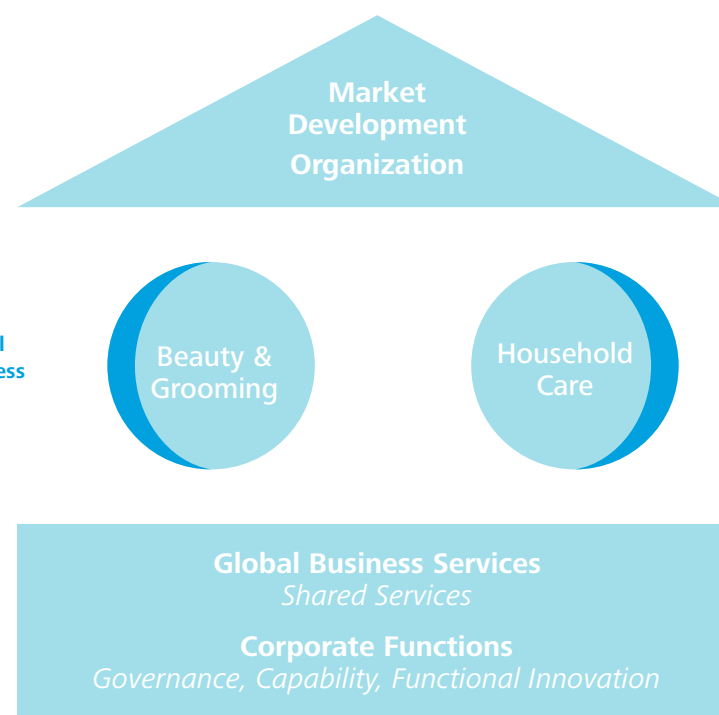 Market
Development
Organization
Beauty &
Grooming
Household
Care
Global Business Services
Shared Services
Corporate Functions
Governance, Capability, Functional Innovation